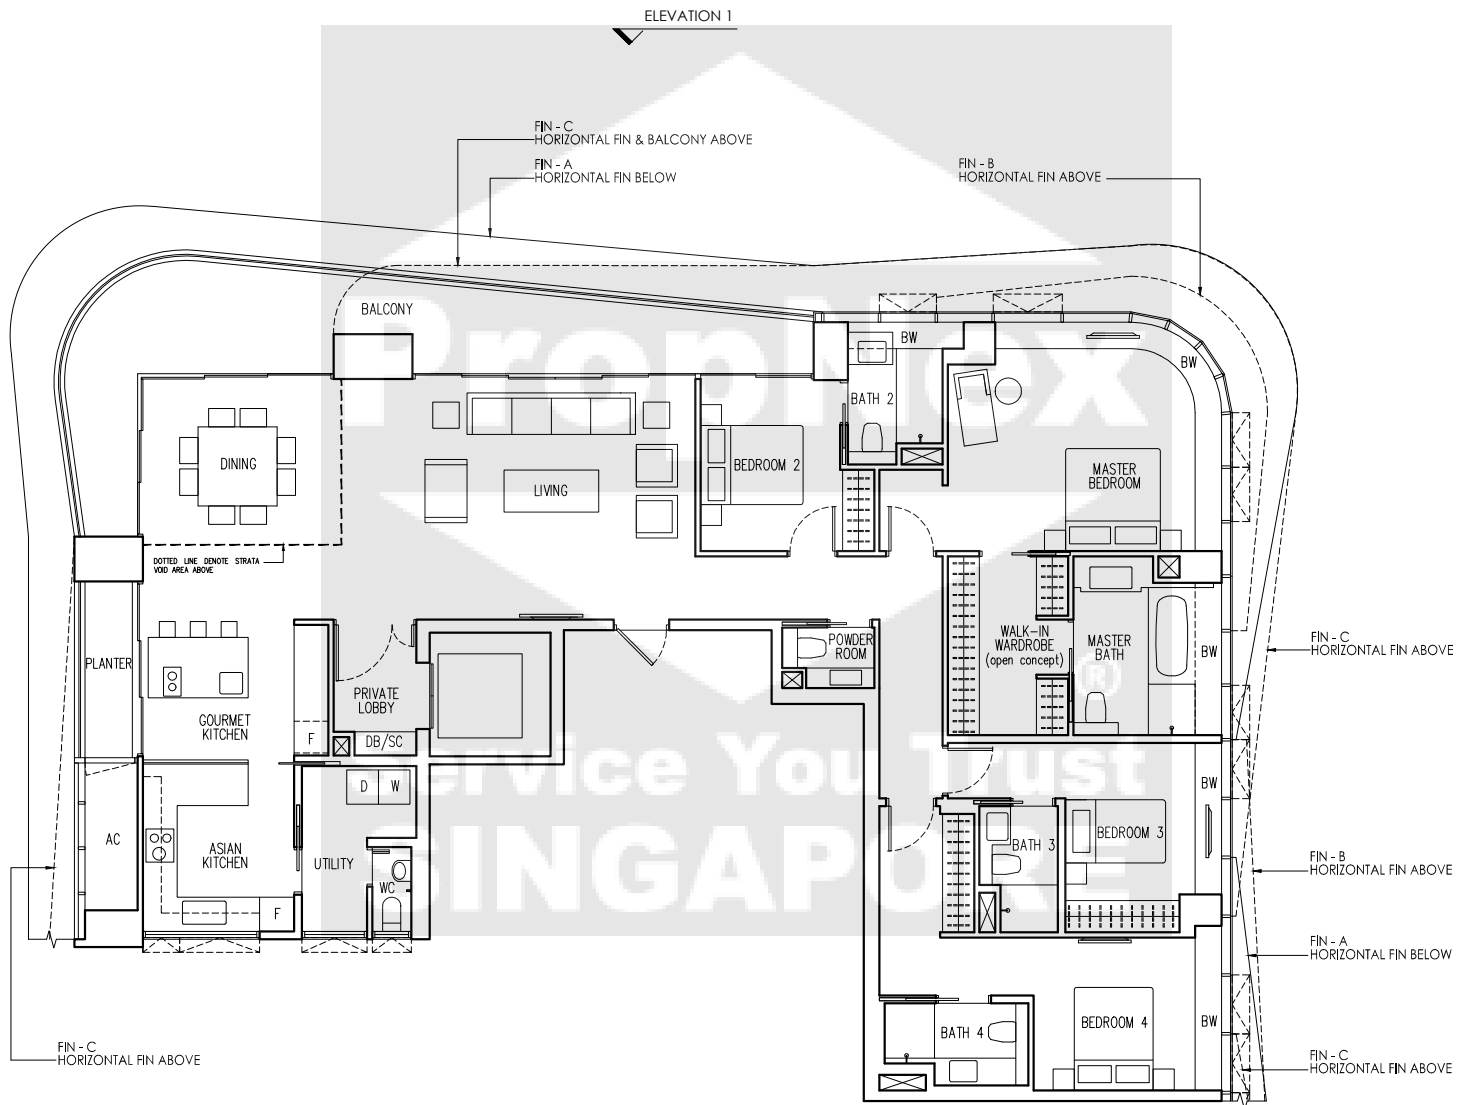 ELEVATION 1
FIN - C
HORIZONTAL FIN & BALCONY ABOVE
FIN - A
HORIZONTAL FIN BELOW
FIN - B
HORIZONTAL FIN ABOVE
BALCONY
PropNex
BW
BW
BATH 2
DINING
BEDROOM 2
LIVING
MASTER
BEDROOM
DOTTED LINE DENOTE STRATA
VOID AREA ABOVE
PLANTER
POWDER
ROOM
WALK-IN
WARDROBE
(open concept)
MASTER
BATH
BW
FIN - C
HORIZONTAL FIN ABOVE
®
PRIVATE
LOBBY
GOURMET
KITCHEN
F
DB/SC
Service You Trust
D
W
BW
AC
ASIAN
KITCHEN
UTILITY
WC
F
SINGAPORE
BATH 3
BEDROOM 3
FIN - B
HORIZONTAL FIN ABOVE
FIN - A
HORIZONTAL FIN BELOW
BATH 4
BEDROOM 4
BW
FIN - C
HORIZONTAL FIN ABOVE
FIN - C
HORIZONTAL FIN ABOVE